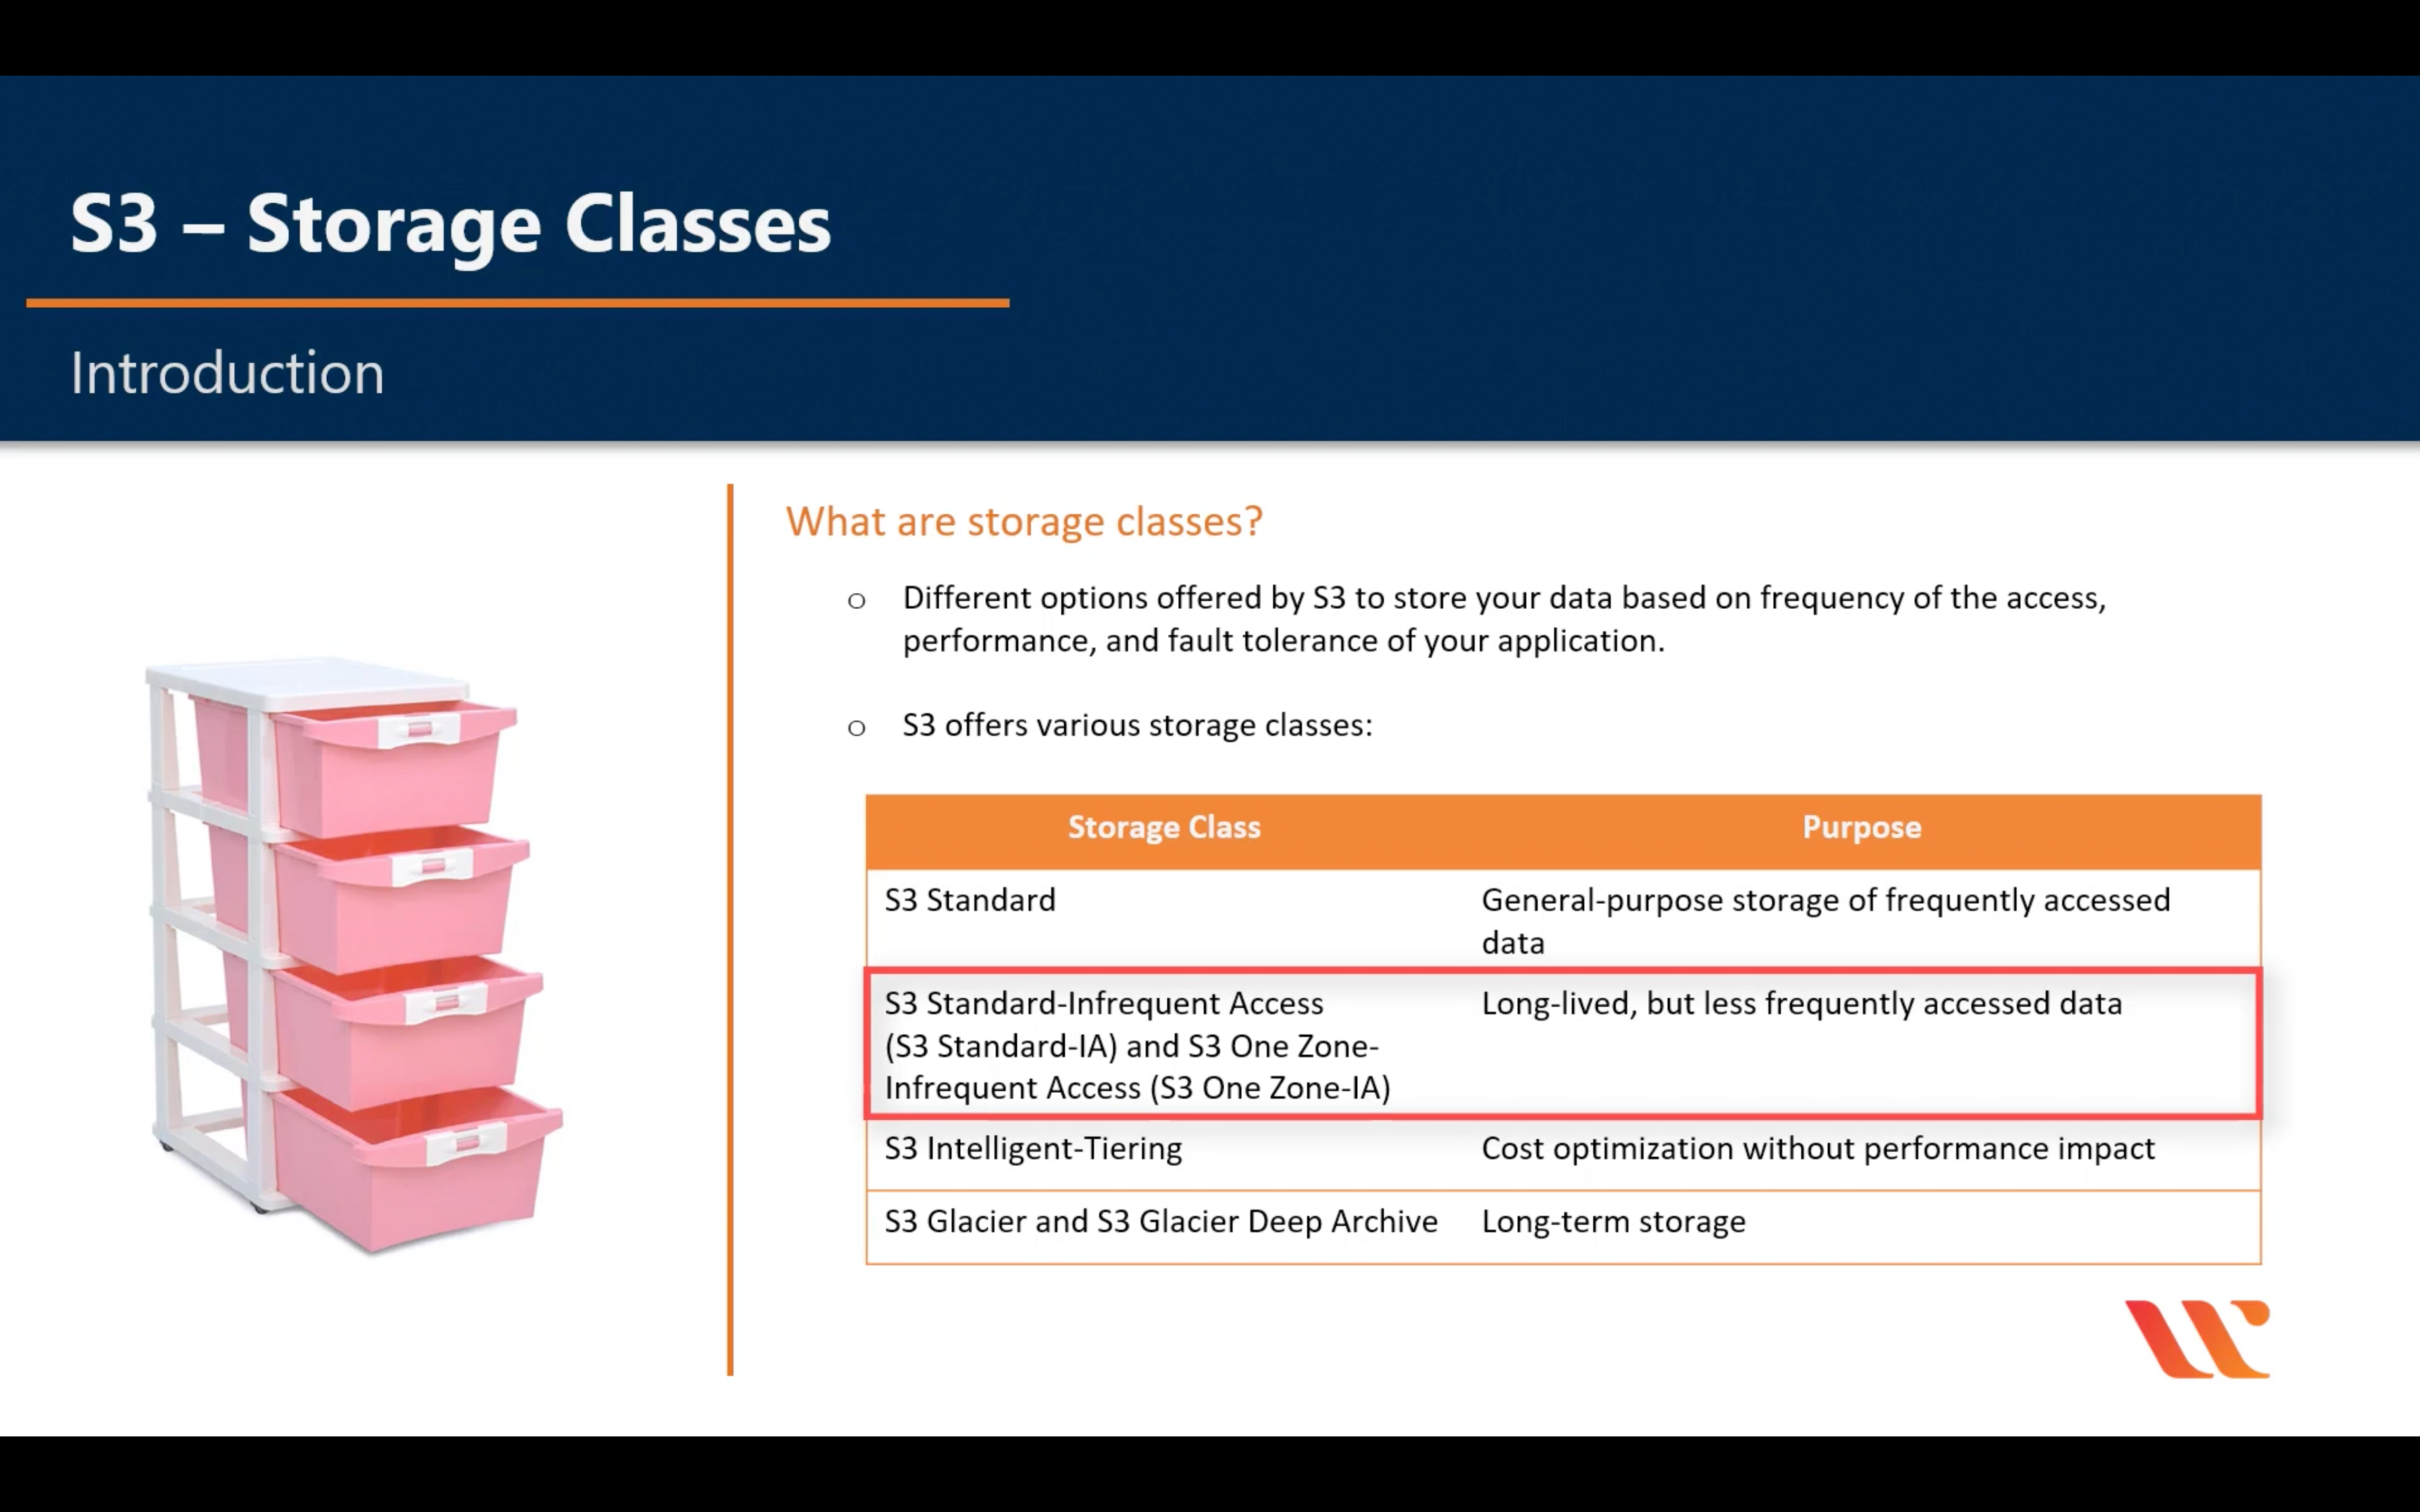 S3 – Storage Classes
Introduction
What are storage classes?
o Different options offered by S3 to store your data based on frequency of the access,
performance, and fault tolerance of your application.
o S3 offers various storage classes:
Storage Class Purpose
S3 Standard General-purpose storage of frequently accessed
data
S3 Standard-Infrequent Access Long-lived, but less frequently accessed data
(S3 Standard-IA) and S3 One Zone-
Infrequent Access (S3 One Zone-IA)
S3 Intelligent-Tiering Cost optimization without performance impact
S3 Glacier and S3 Glacier Deep Archive Long-term storage